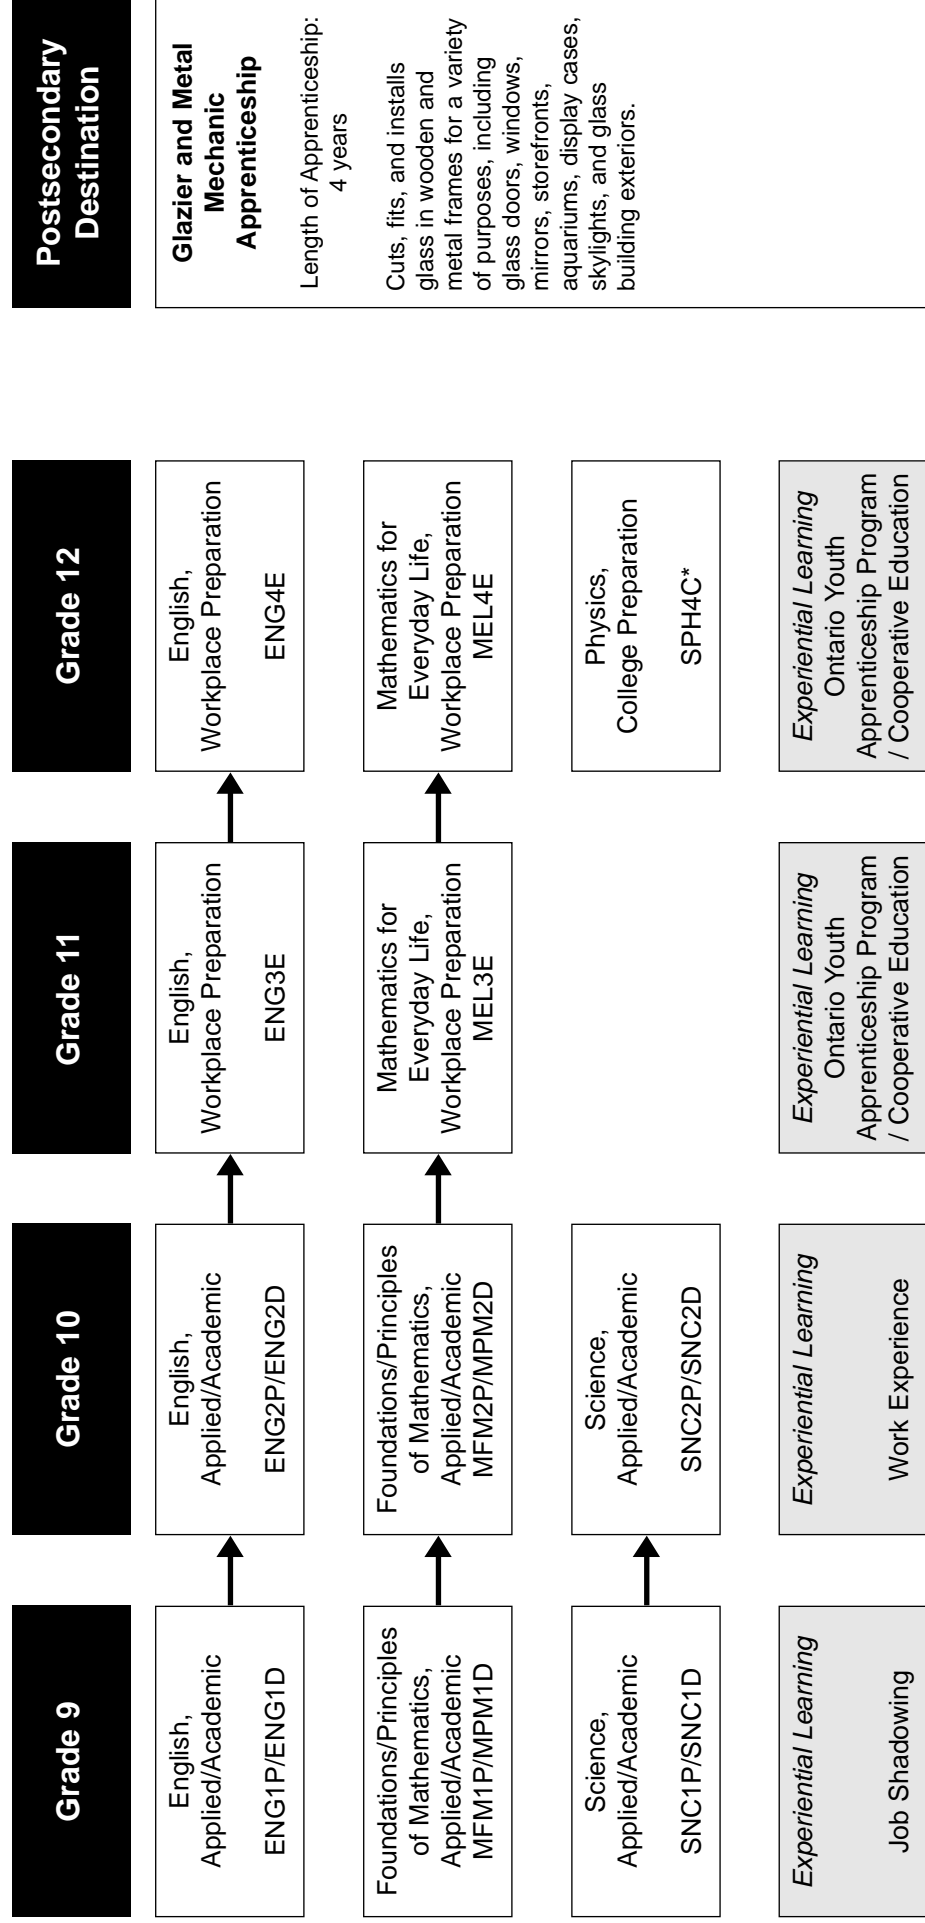 Grade 9
Grade 10
Grade 11
Grade 12
Postsecondary
Destination
English,
Applied/Academic
ENG1P/ENG1D
English,
Applied/Academic
ENG2P/ENG2D
English,
Workplace Preparation
ENG3E
English,
Workplace Preparation
ENG4E
Glazier and Metal
Mechanic
Apprenticeship
Length of Apprenticeship:
4 years
Cuts, fits, and installs
glass in wooden and
metal frames for a variety
of purposes, including
glass doors, windows,
mirrors, storefronts,
aquariums, display cases,
skylights, and glass
building exteriors.
Foundations/Principles
of Mathematics,
Applied/Academic
MFM1P/MPM1D
Foundations/Principles
of Mathematics,
Applied/Academic
MFM2P/MPM2D
Mathematics for
Everyday Life,
Workplace Preparation
MEL3E
Mathematics for
Everyday Life,
Workplace Preparation
MEL4E
Science,
Applied/Academic
SNC1P/SNC1D
Science,
Applied/Academic
SNC2P/SNC2D
Physics,
College Preparation
SPH4C*
Experiential Learning
Job Shadowing
Experiential Learning
Work Experience
Experiential Learning
Ontario Youth
Apprenticeship Program
/ Cooperative Education
Experiential Learning
Ontario Youth
Apprenticeship Program
/ Cooperative Education